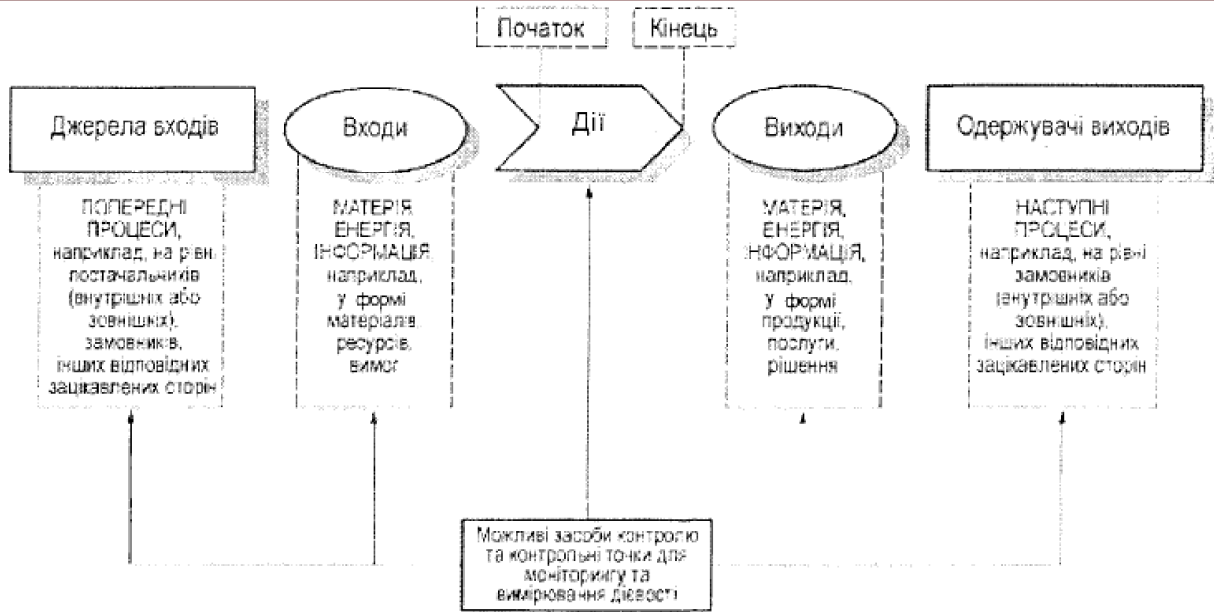 Початок
Кінець
Джерела входів
Входи
Дії
Виходи
Одержувачі виходів
ПОПЕРЕДНІ
ПРОЦЕСИ,
наприклад, на рівні
постачальників
(внутрішніх або
зовнішніх),
замовників,
інших відповідних
зацікавлених сторін
МАТЕРІЯ,
ЕНЕРГІЯ,
ІНФОРМАЦІЯ,
наприклад,
у формі
матеріалів,
ресурсів,
вимог
МАТЕРІЯ,
ЕНЕРГІЯ,
ІНФОРМАЦІЯ,
наприклад,
у формі
продукції,
послуги,
рішення
НАСТУПНІ
ПРОЦЕСИ,
наприклад, на рівні
замовників
(внутрішніх або
зовнішніх),
інших відповідних
зацікавлених сторін
Можливі засоби контролю
та контрольні точки для
моніторингу та
вимірювання дієвості